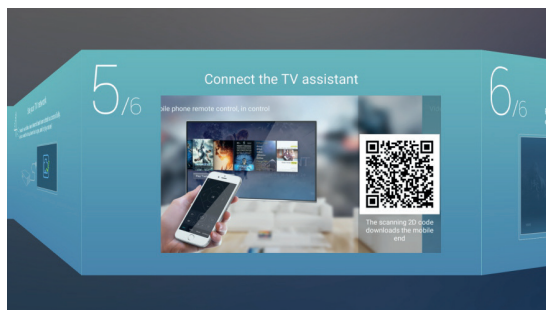 5/6
Connect the TV assistant
ile phone remote control, in control
The scanning 2D code
downloads the mobile
end
6/6